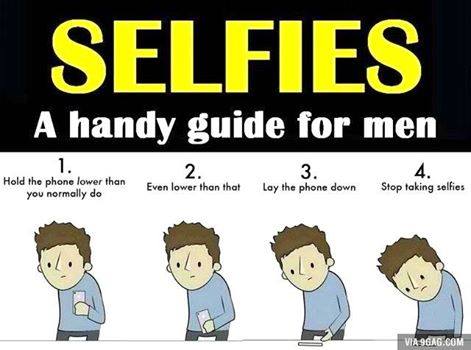 SELFIES
A handy guide for men
1.
Hold the phone lower than
you normally do
2.
Even lower than that
3.
Lay the phone down
4.
Stop taking selfies
VIA 9GAG.COM